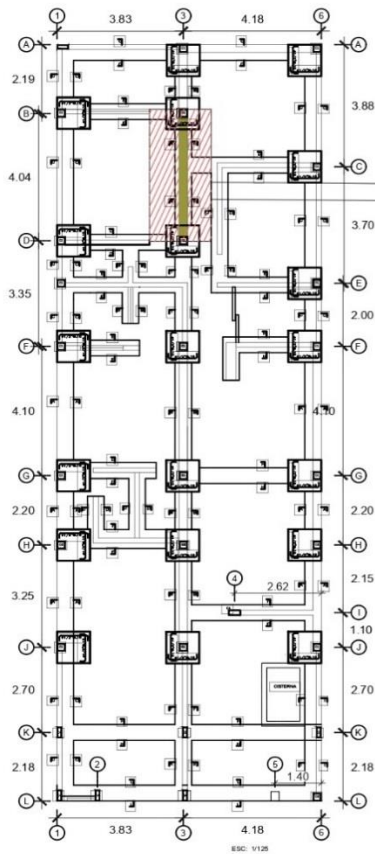 1 3 6
3.83 4.18
A A
2.19
3.88
B
C
4.04
3.70
D
E
3.35
2.00
F F
4.10 4.10
G G
2.20 2.20
H H
2.15
4 2.62
3.25
I
1.10
J J
2.70 CISTERNA 2.70
K K
2.18 2 5 1.40 2.18
L L
3.83 4.18
1 3 6
ESC: 1/125